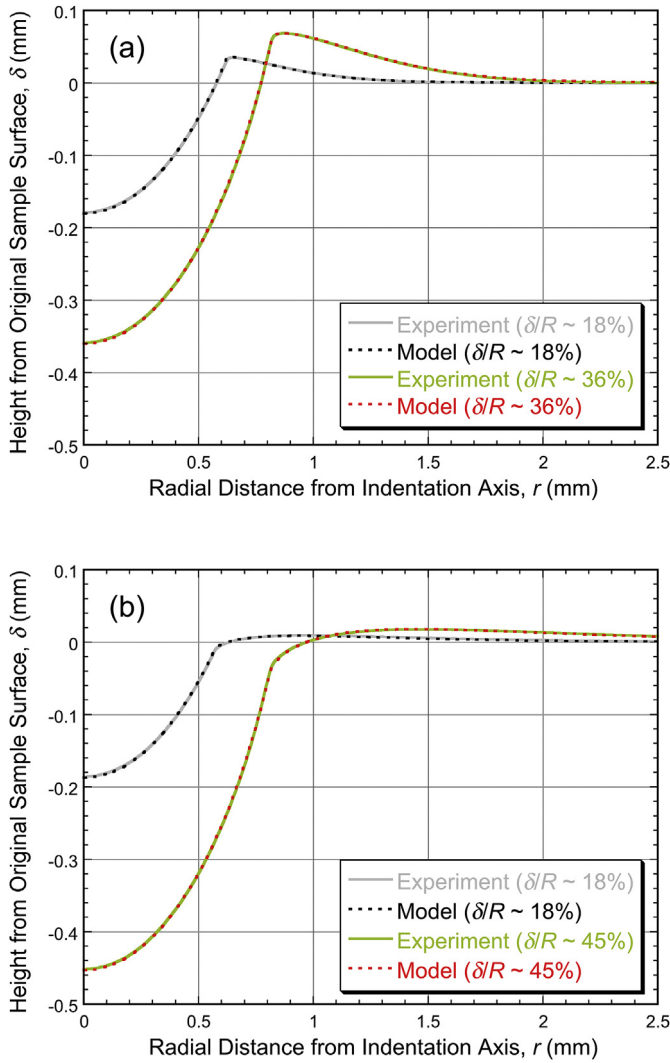 (a)
Height from Original Sample Surface, δ (mm)
0.1
0
-0.1
-0.2
-0.3
-0.4
-0.5
Experiment (δ/R ~ 18%)
Model (δ/R ~ 18%)
Experiment (δ/R ~ 36%)
Model (δ/R ~ 36%)
0 0.5 1 1.5 2 2.5
Radial Distance from Indentation Axis, r (mm)
(b)
Height from Original Sample Surface, δ (mm)
0.1
0
-0.1
-0.2
-0.3
-0.4
-0.5
Experiment (δ/R ~ 18%)
Model (δ/R ~ 18%)
Experiment (δ/R ~ 45%)
Model (δ/R ~ 45%)
0 0.5 1 1.5 2 2.5
Radial Distance from Indentation Axis, r (mm)